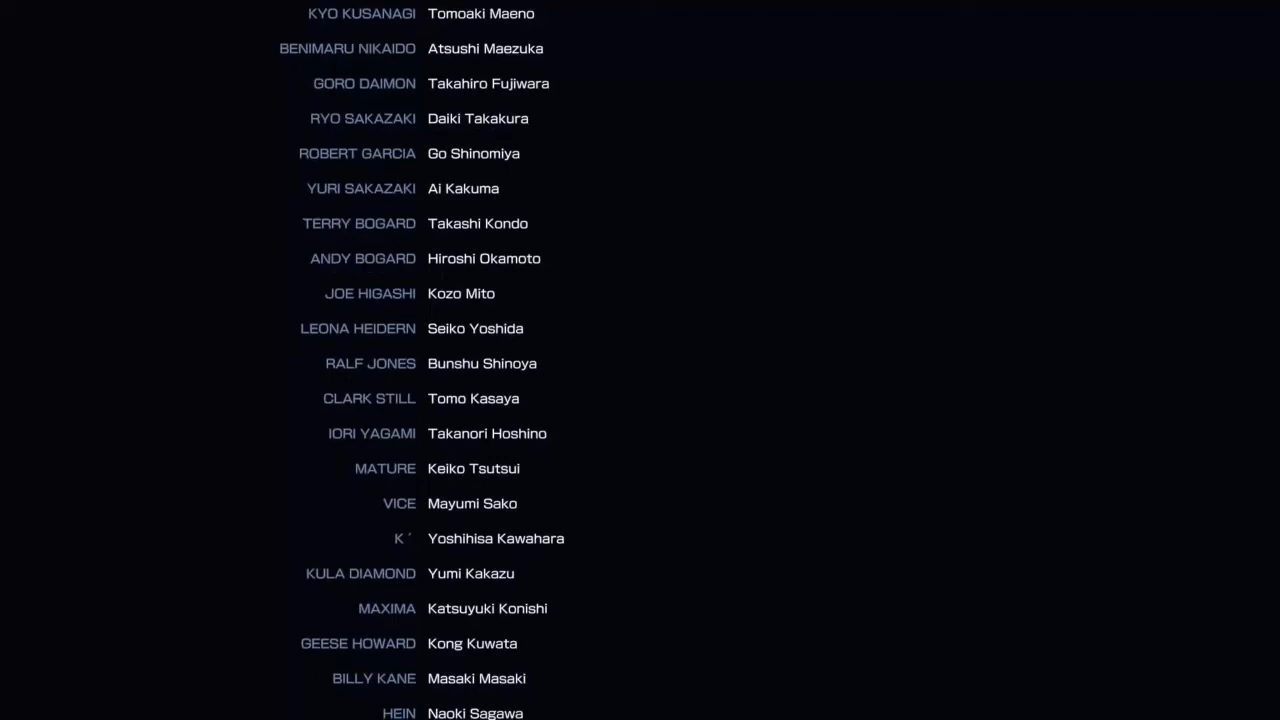 KYO KUSANAGI Tomoaki Maeno
BENIMARU NIKAIDO Atsushi Maezuka
GORO DAIMON Takahiro Fujiwara
RYO SAKAZAKI Daiki Takakura
ROBERT GARCIA Go Shinomiya
YURI SAKAZAKI Ai Kakuma
TERRY BOGARD Takashi Kondo
ANDY BOGARD Hiroshi Okamoto
JOE HIGASHI Kozo Mito
LEONA HEIDERN Seiko Yoshida
RALF JONES Bunshu Shinoya
CLARK STILL Tomo Kasaya
IORI YAGAMI Takanori Hoshino
MATURE Keiko Tsutsui
VICE Mayumi Sako
K´ Yoshihisa Kawahara
KULA DIAMOND Yumi Kakazu
MAXIMA Katsuyuki Konishi
GEESE HOWARD Kong Kuwata
BILLY KANE Masaki Masaki
HEIN Naoki Sagawa